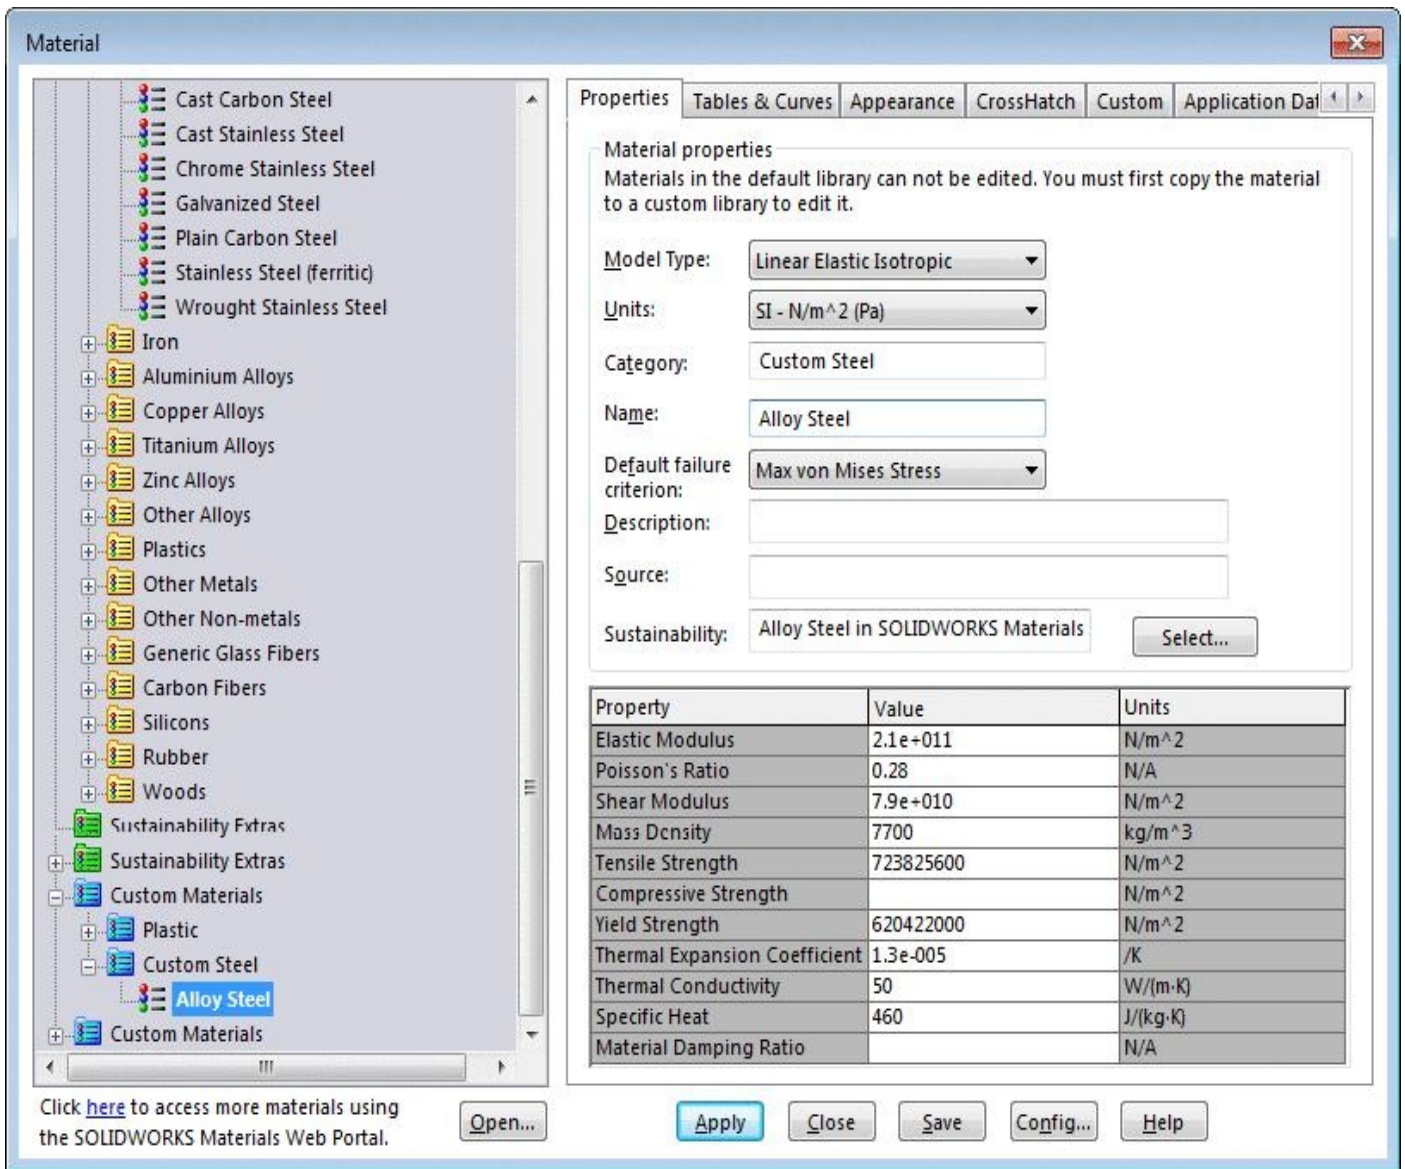 Material
Cast Carbon Steel
Cast Stainless Steel
Chrome Stainless Steel
Galvanized Steel
Plain Carbon Steel
Stainless Steel (ferritic)
Wrought Stainless Steel
Iron
Aluminium Alloys
Copper Alloys
Titanium Alloys
Zinc Alloys
Other Alloys
Plastics
Other Metals
Other Non-metals
Generic Glass Fibers
Carbon Fibers
Silicons
Rubber
Woods
Sustainability Extras
Sustainability Extras
Custom Materials
Plastic
Custom Steel
Alloy Steel
Custom Materials
Click here to access more materials using
the SOLIDWORKS Materials Web Portal.
Open...
Properties Tables & Curves Appearance CrossHatch Custom Application Dat
Material properties
Materials in the default library can not be edited. You must first copy the material
to a custom library to edit it.
Model Type: Linear Elastic Isotropic
Units: SI - N/m^2 (Pa)
Category: Custom Steel
Name: Alloy Steel
Default failure
criterion: Max von Mises Stress
Description:
Source:
Sustainability: Alloy Steel in SOLIDWORKS Materials Select...
Property Value Units
Elastic Modulus 2.1e+011 N/m^2
Poisson's Ratio 0.28 N/A
Shear Modulus 7.9e+010 N/m^2
Mass Density 7700 kg/m^3
Tensile Strength 723825600 N/m^2
Compressive Strength N/m^2
Yield Strength 620422000 N/m^2
Thermal Expansion Coefficient 1.3e-005 /K
Thermal Conductivity 50 W/(m·K)
Specific Heat 460 J/(kg·K)
Material Damping Ratio N/A
Apply Close Save Config... Help